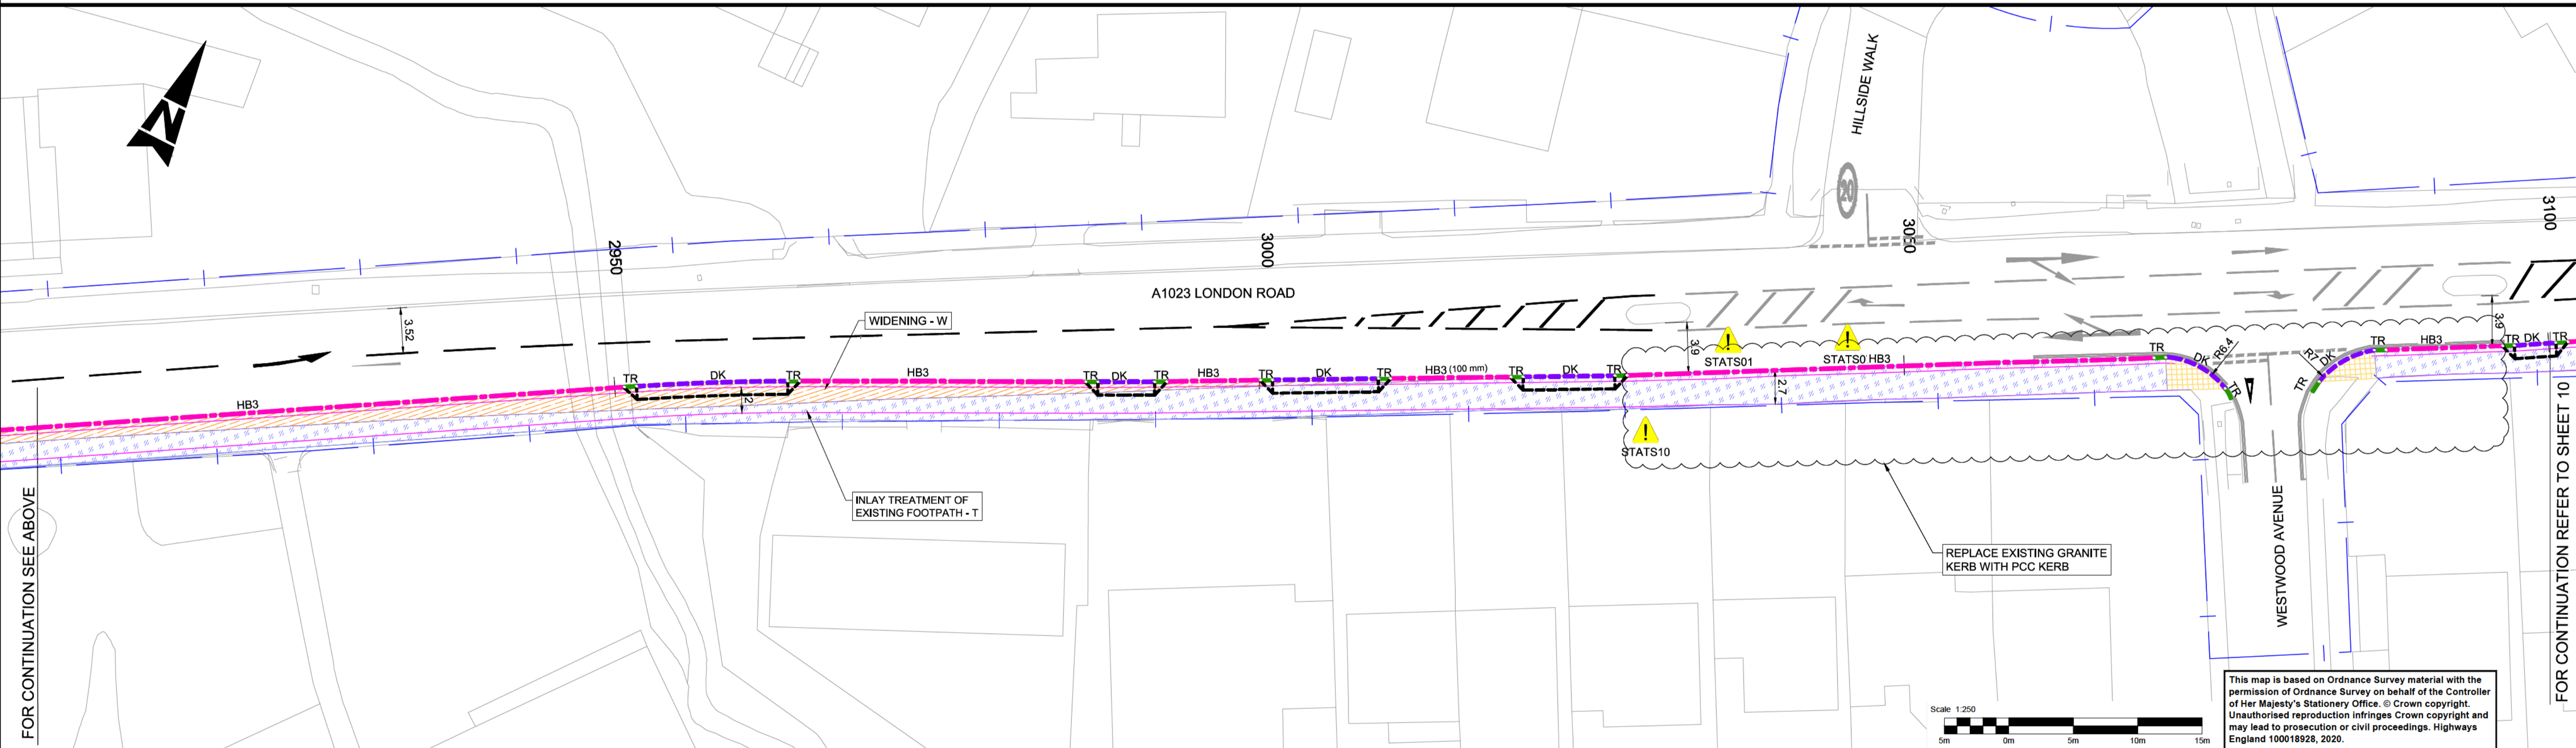 N
HILLSIDE WALK
20
2950
3000
3050
3100
A1023 LONDON ROAD
3.52
WIDENING - W
3.9
STATS01
STATS0
HB3
3.9
TR
DK
TR
HB3
TR
DK
TR
HB3
TR
DK
TR
HB3 (100 mm)
TR
DK
TR
2.7
TR
DK
R6.4
TR
R7
DK
TR
TR
HB3
TR
DK
TR
HB3
2
STATS10
INLAY TREATMENT OF
EXISTING FOOTPATH - T
REPLACE EXISTING GRANITE
KERB WITH PCC KERB
WESTWOOD AVENUE
FOR CONTINUATION SEE ABOVE
FOR CONTINUATION REFER TO SHEET 10
Scale 1:250
5m
0m
5m
10m
15m
This map is based on Ordnance Survey material with the
permission of Ordnance Survey on behalf of the Controller
of Her Majesty's Stationery Office. © Crown copyright.
Unauthorised reproduction infringes Crown copyright and
may lead to prosecution or civil proceedings. Highways
England 100018928, 2020.